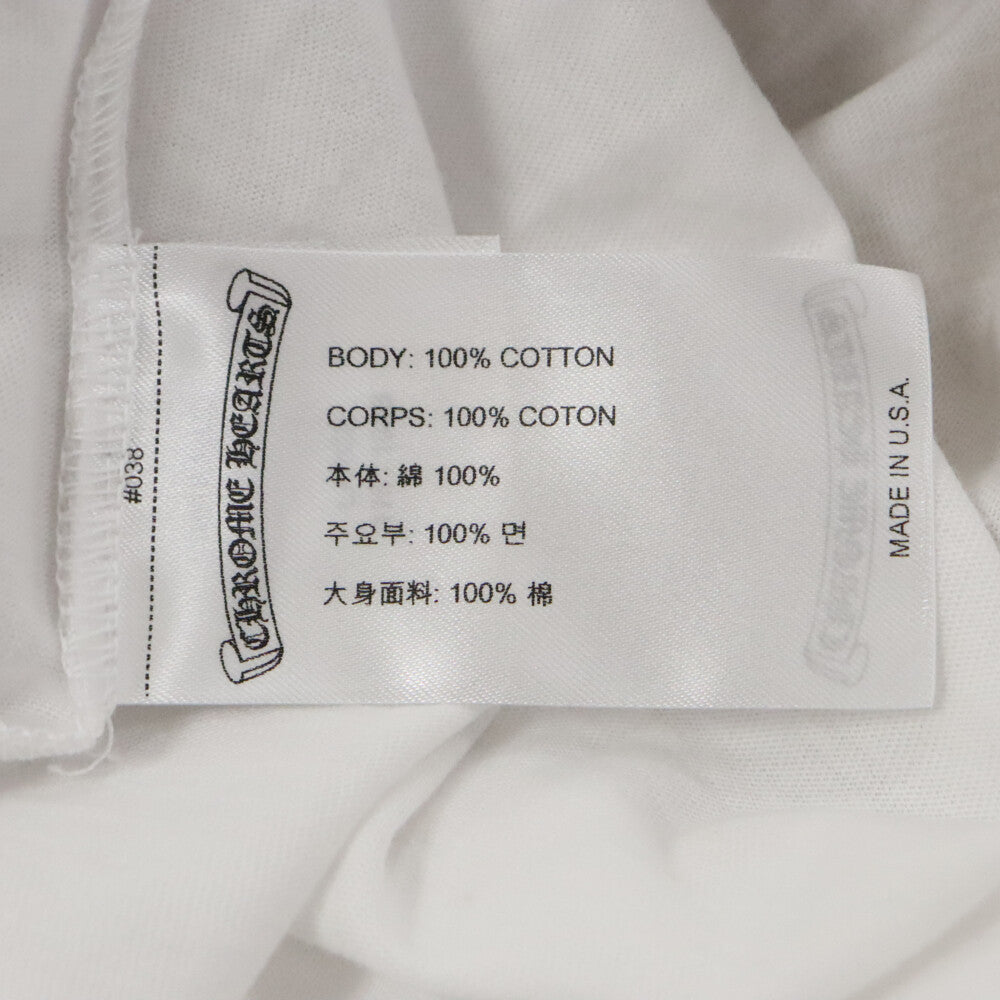 #038
CHROME HEARTS
BODY: 100% COTTON
CORPS: 100% COTON
本体: 綿 100%
주요부: 100% 면
大身面料: 100% 棉
MADE IN U.S.A.